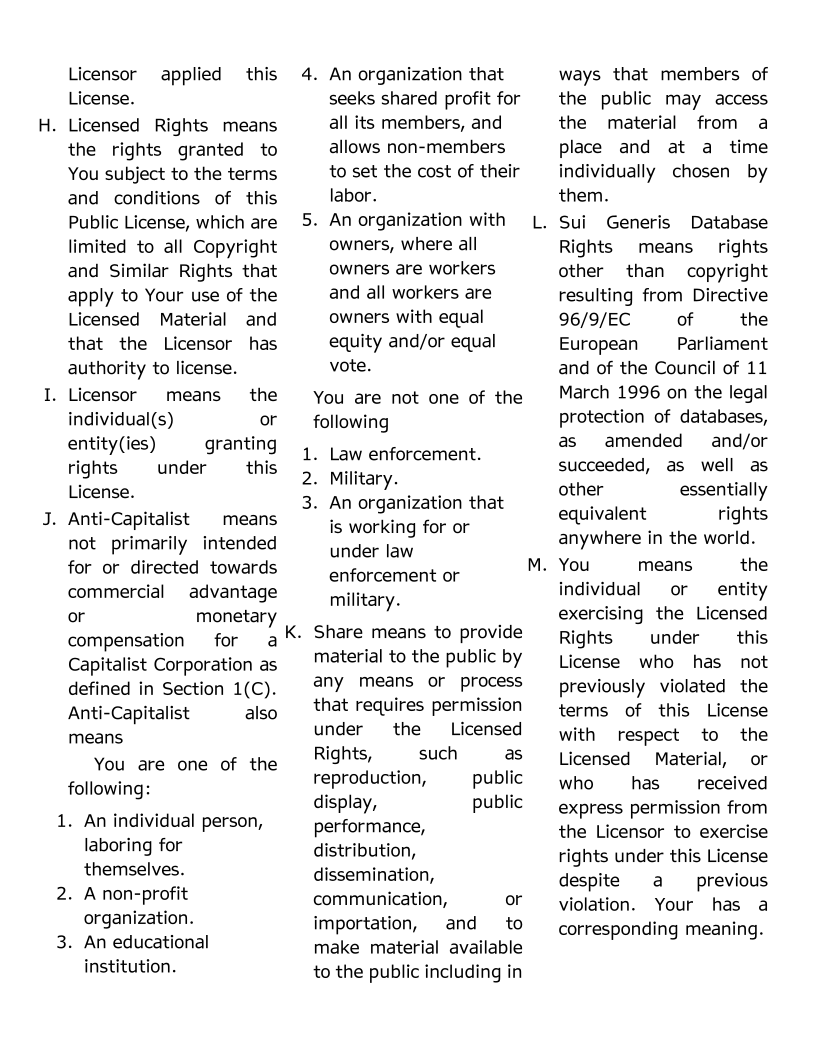 Licensor applied this
License.
H. Licensed Rights means
the rights granted to
You subject to the terms
and conditions of this
Public License, which are
limited to all Copyright
and Similar Rights that
apply to Your use of the
Licensed Material and
that the Licensor has
authority to license.
I. Licensor means the
individual(s) or
entity(ies) granting
rights under this
License.
J. Anti-Capitalist means
not primarily intended
for or directed towards
commercial advantage
or monetary
compensation for a
Capitalist Corporation as
defined in Section 1(C).
Anti-Capitalist also
means
You are one of the
following:
1. An individual person,
laboring for
themselves.
2. A non-profit
organization.
3. An educational
institution.
4. An organization that
seeks shared profit for
all its members, and
allows non-members
to set the cost of their
labor.
5. An organization with
owners, where all
owners are workers
and all workers are
owners with equal
equity and/or equal
vote.
You are not one of the
following
1. Law enforcement.
2. Military.
3. An organization that
is working for or
under law
enforcement or
military.
K. Share means to provide
material to the public by
any means or process
that requires permission
under the Licensed
Rights, such as
reproduction, public
display, public
performance,
distribution,
dissemination,
communication, or
importation, and to
make material available
to the public including in
ways that members of
the public may access
the material from a
place and at a time
individually chosen by
them.
L. Sui Generis Database
Rights means rights
other than copyright
resulting from Directive
96/9/EC of the
European Parliament
and of the Council of 11
March 1996 on the legal
protection of databases,
as amended and/or
succeeded, as well as
other essentially
equivalent rights
anywhere in the world.
M. You means the
individual or entity
exercising the Licensed
Rights under this
License who has not
previously violated the
terms of this License
with respect to the
Licensed Material, or
who has received
express permission from
the Licensor to exercise
rights under this License
despite a previous
violation. Your has a
corresponding meaning.